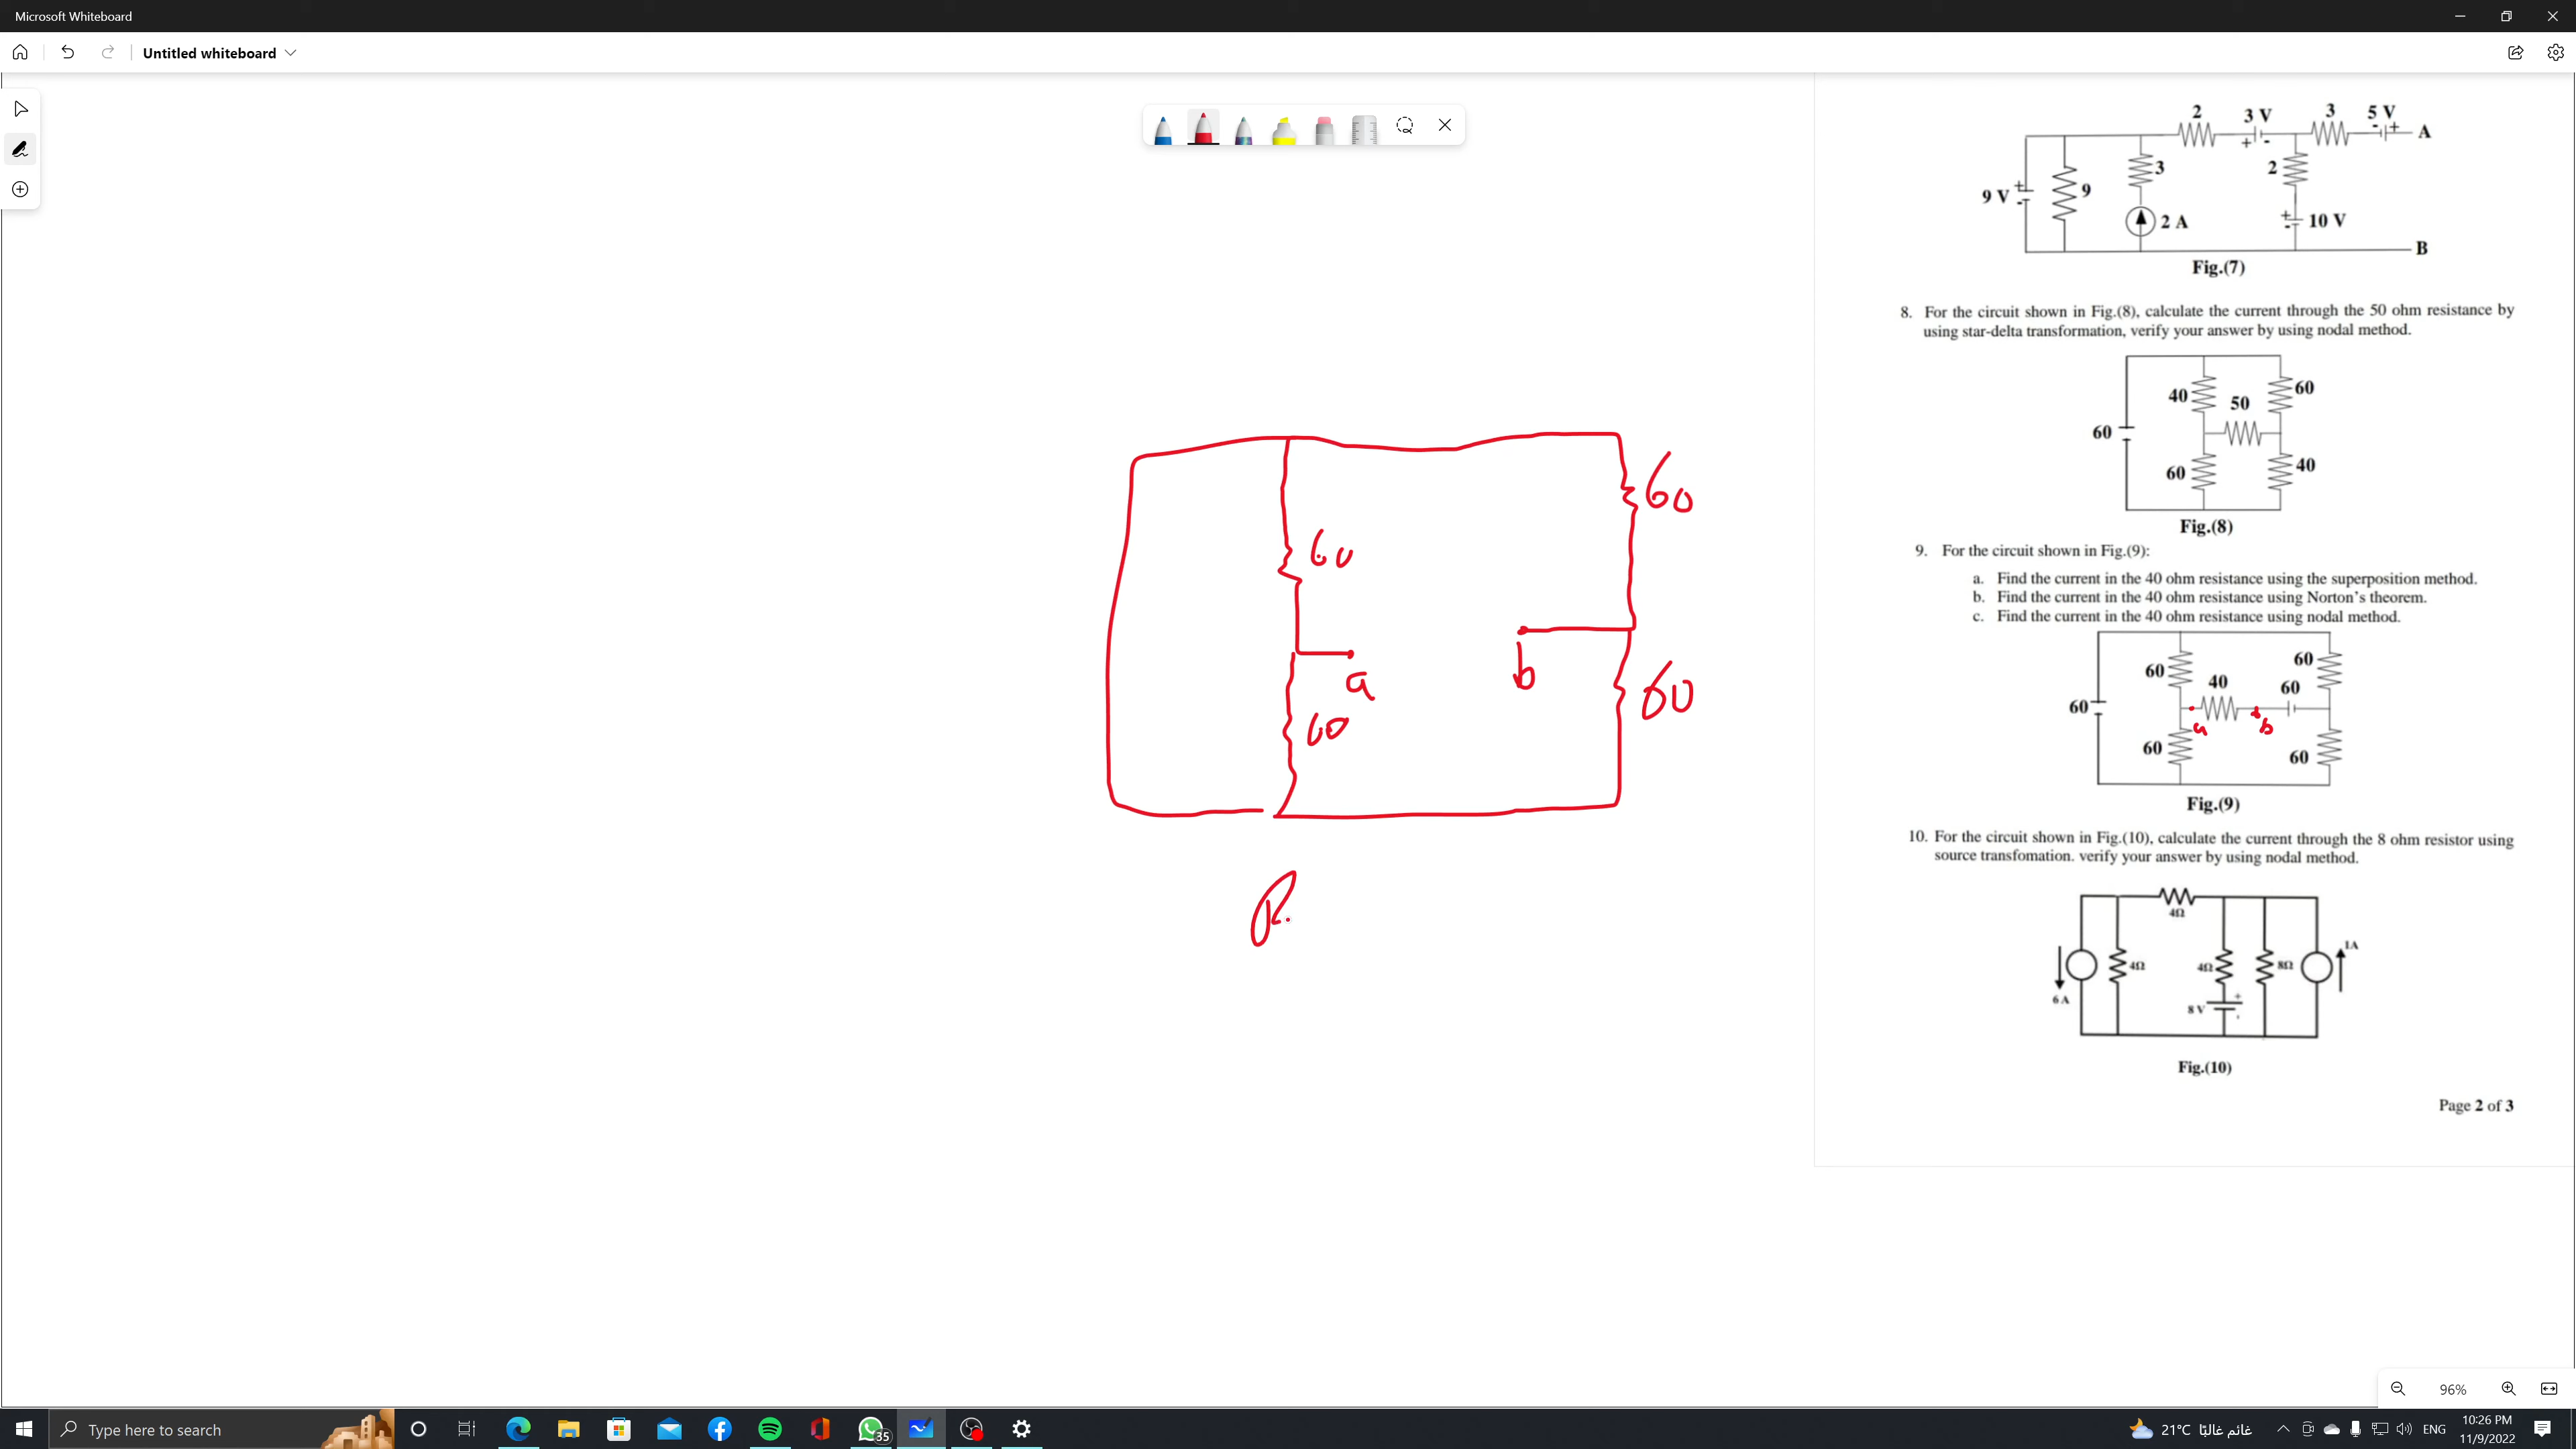 Microsoft Whiteboard
Untitled whiteboard
2
3 V
3
5 V
+ -
- +
A
9 V
+
-
9
3
2 A
2
+
-
10 V
B
Fig.(7)
8. For the circuit shown in Fig.(8), calculate the current through the 50 ohm resistance by
using star-delta transformation, verify your answer by using nodal method.
40
50
60
60
60
40
Fig.(8)
9. For the circuit shown in Fig.(9):
a. Find the current in the 40 ohm resistance using the superposition method.
b. Find the current in the 40 ohm resistance using Norton's theorem.
c. Find the current in the 40 ohm resistance using nodal method.
60
60
40
60
60
a
b
60
60
Fig.(9)
10. For the circuit shown in Fig.(10), calculate the current through the 8 ohm resistor using
source transfomation. verify your answer by using nodal method.
4Ω
1A
4Ω
4Ω
8Ω
6 A
8 V
+
Fig.(10)
Page 2 of 3
60
60
a
b
60
60
R
96%
Type here to search
35
21°C
غائم غالبًا
ENG
10:26 PM
11/9/2022